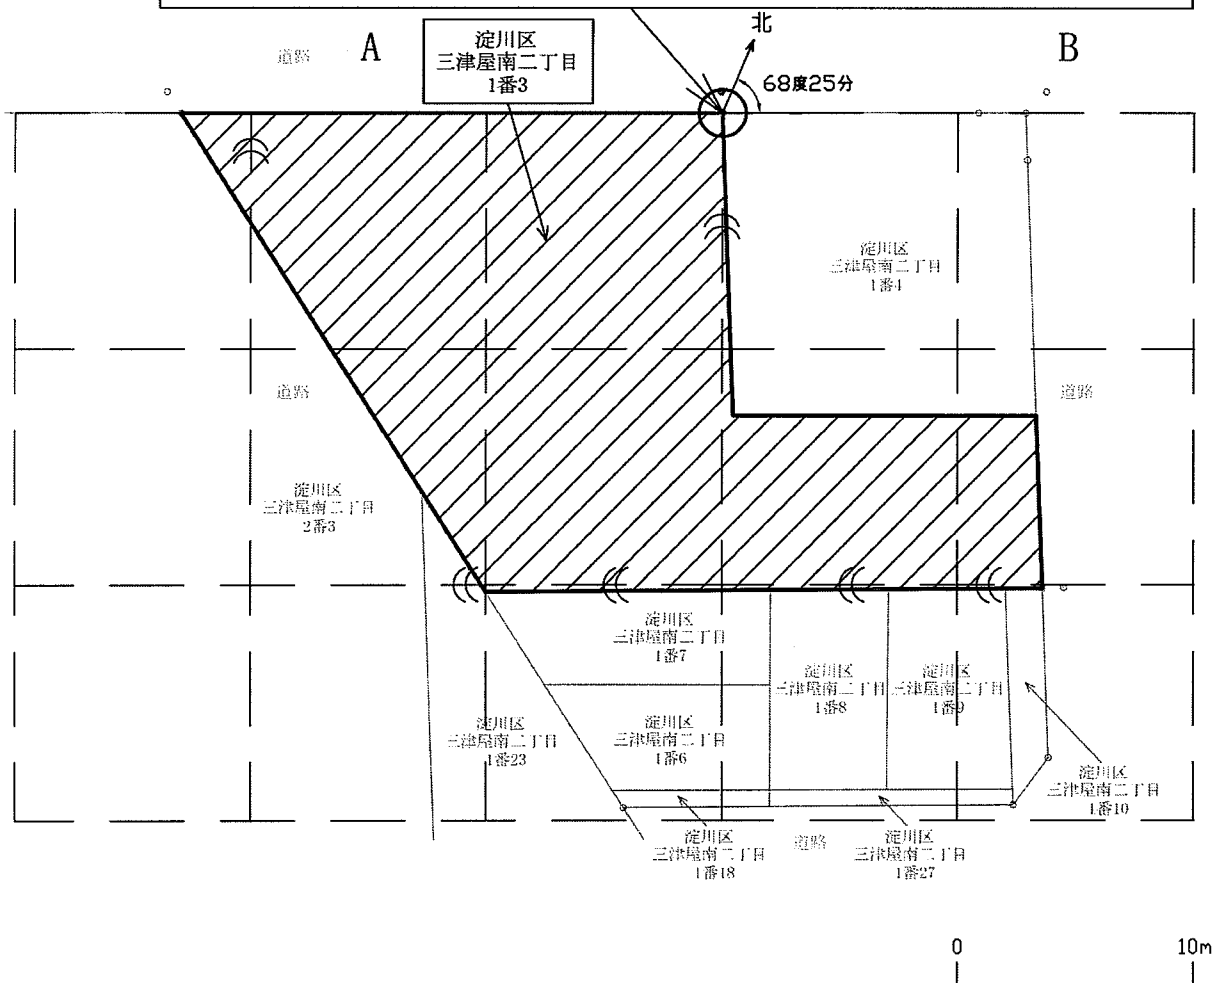 北
道路
A
淀川区
三津屋南二丁目
1番3
B
68度25分
淀川区
三津屋南二丁目
1番4
道路
道路
淀川区
三津屋南二丁目
2番3
淀川区
三津屋南二丁目
1番7
淀川区
三津屋南二丁目
1番8
淀川区
三津屋南二丁目
1番9
淀川区
三津屋南二丁目
1番23
淀川区
三津屋南二丁目
1番6
淀川区
三津屋南二丁目
1番10
淀川区
三津屋南二丁目
1番18
道路
淀川区
三津屋南二丁目
1番27
0
10m